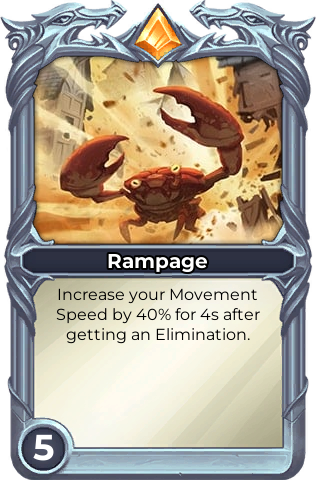 Rampage
Increase your Movement
Speed by 40% for 4s after
getting an Elimination.
5